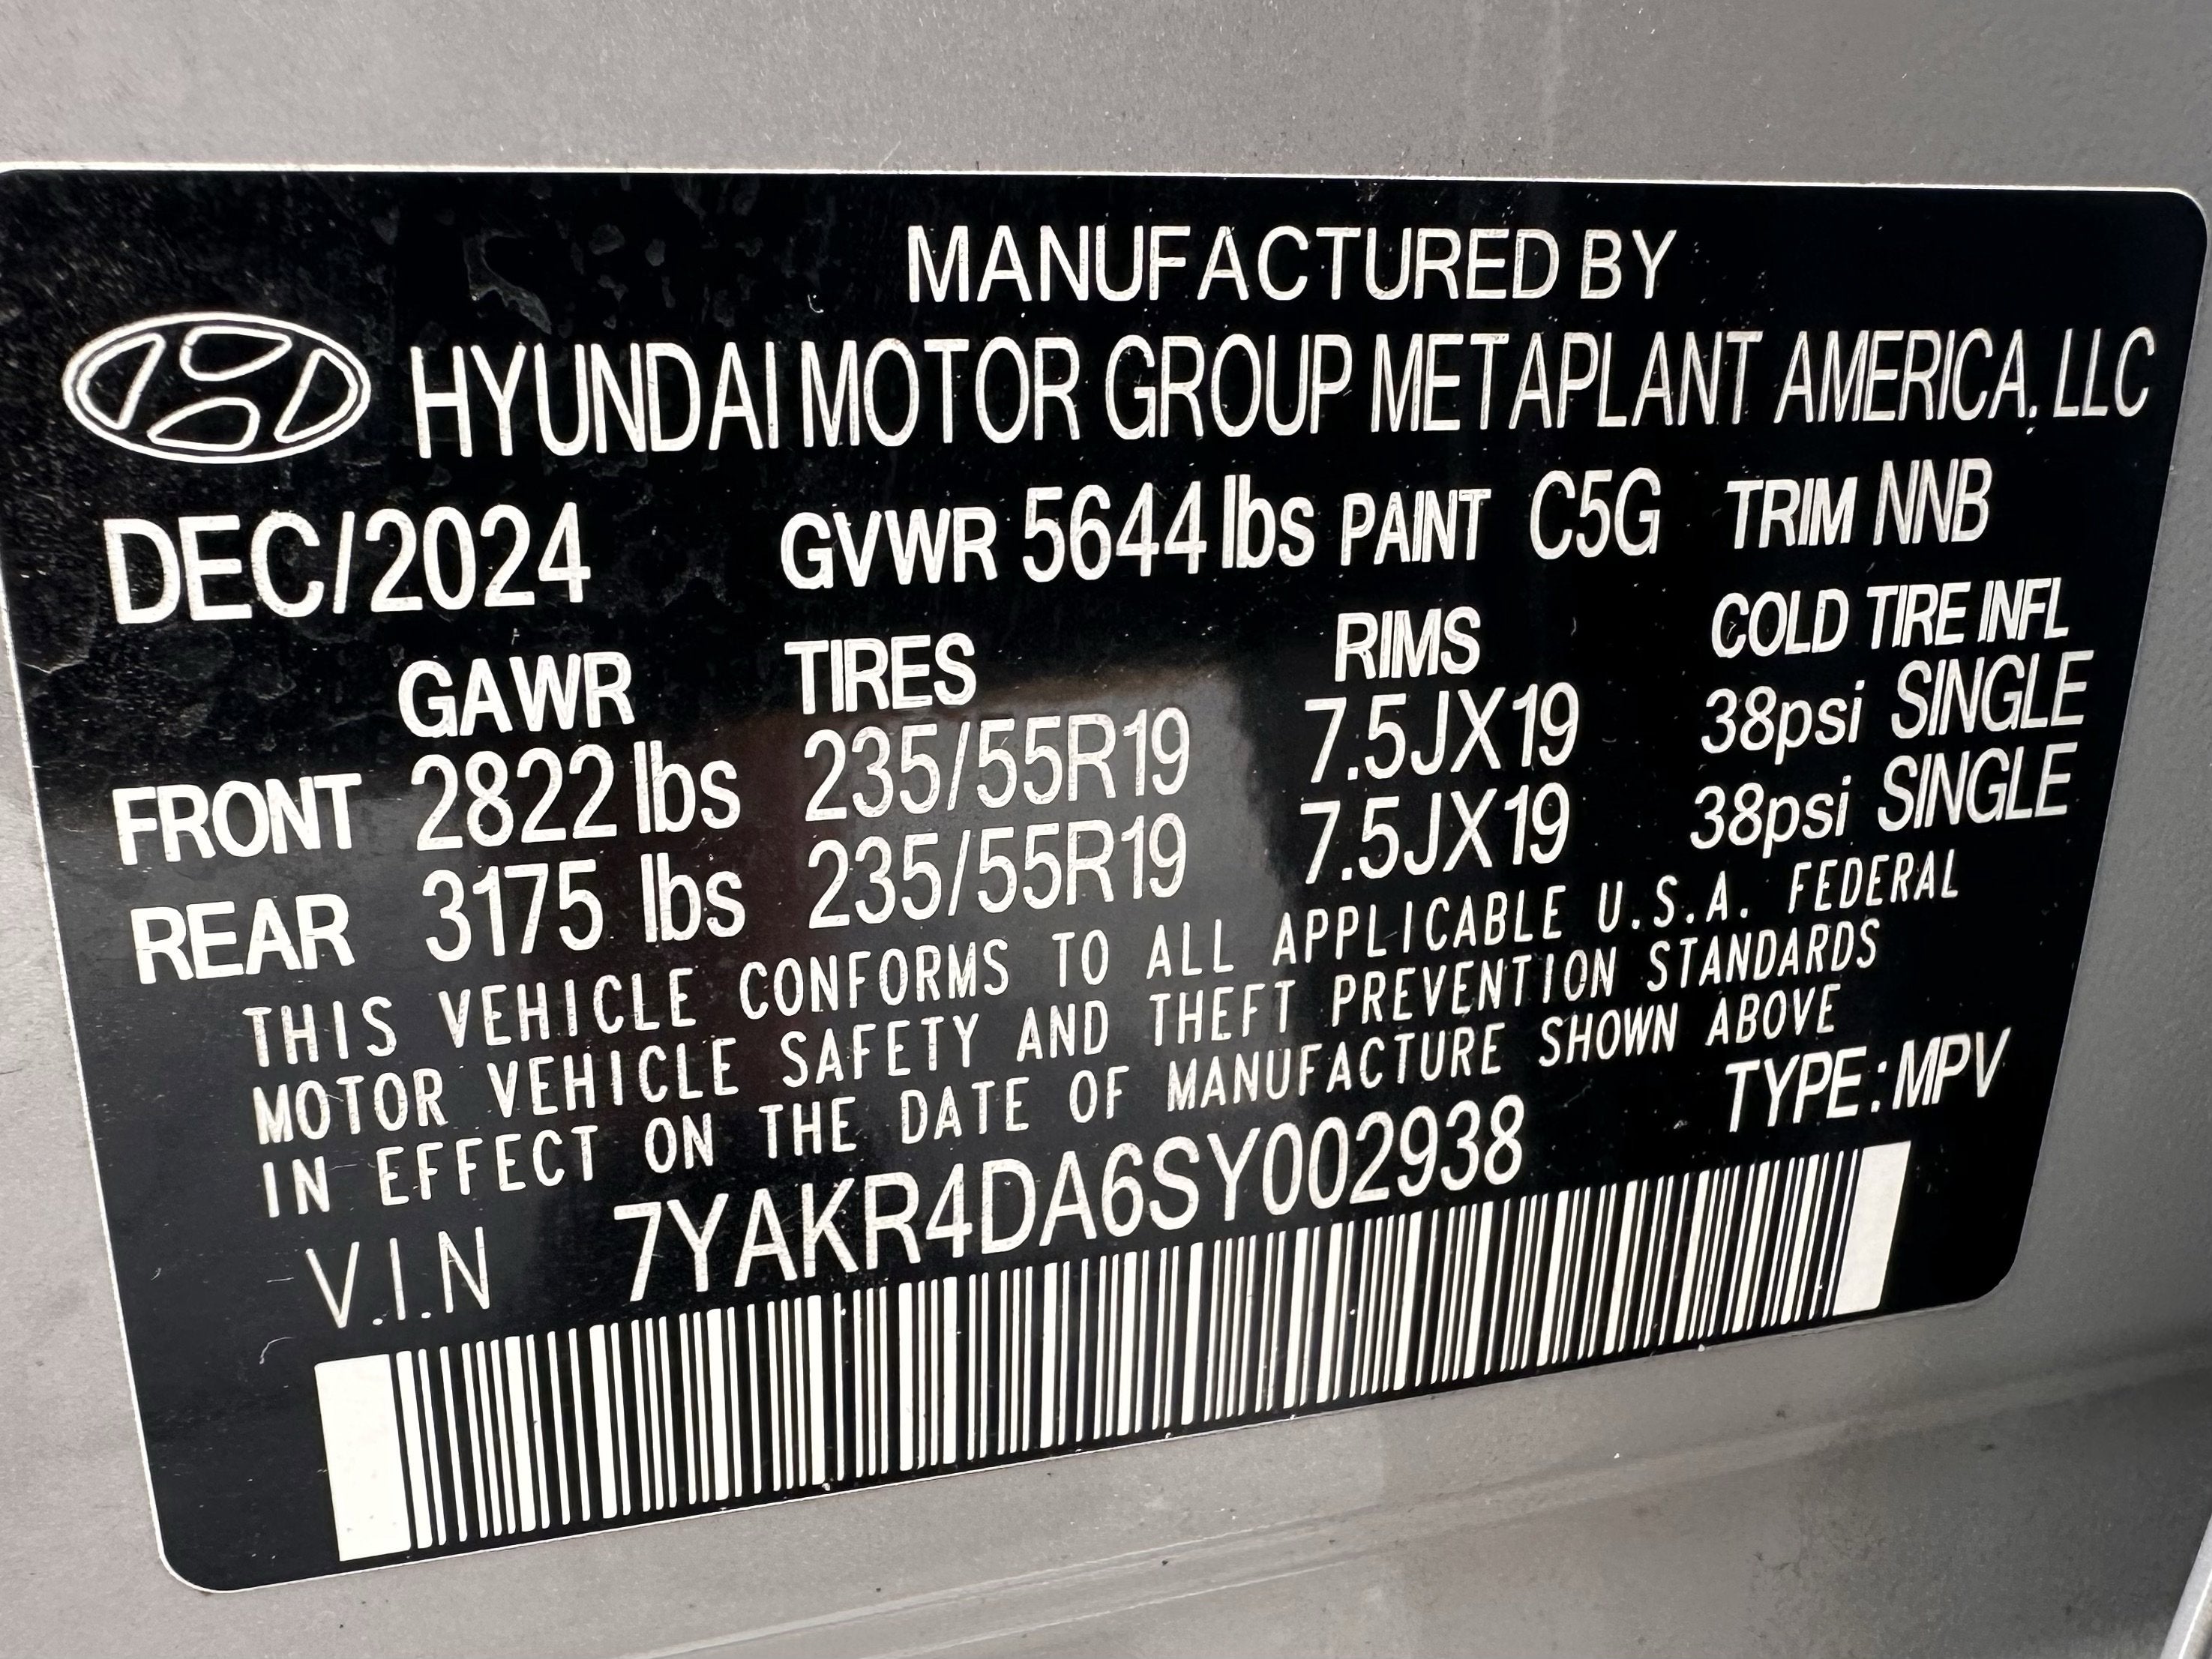 MANUFACTURED BY
HYUNDAI MOTOR GROUP METAPLANT AMERICA, LLC
DEC/2024 GVWR 5644 lbs PAINT C5G TRIM NNB
GAWR TIRES RIMS COLD TIRE INFL
FRONT 2822 lbs 235/55R19 7.5JX19 38psi SINGLE
REAR 3175 lbs 235/55R19 7.5JX19 38psi SINGLE
THIS VEHICLE CONFORMS TO ALL APPLICABLE U.S.A. FEDERAL
MOTOR VEHICLE SAFETY AND THEFT PREVENTION STANDARDS
IN EFFECT ON THE DATE OF MANUFACTURE SHOWN ABOVE
V.I.N 7YAKR4DA6SY002938 TYPE:MPV